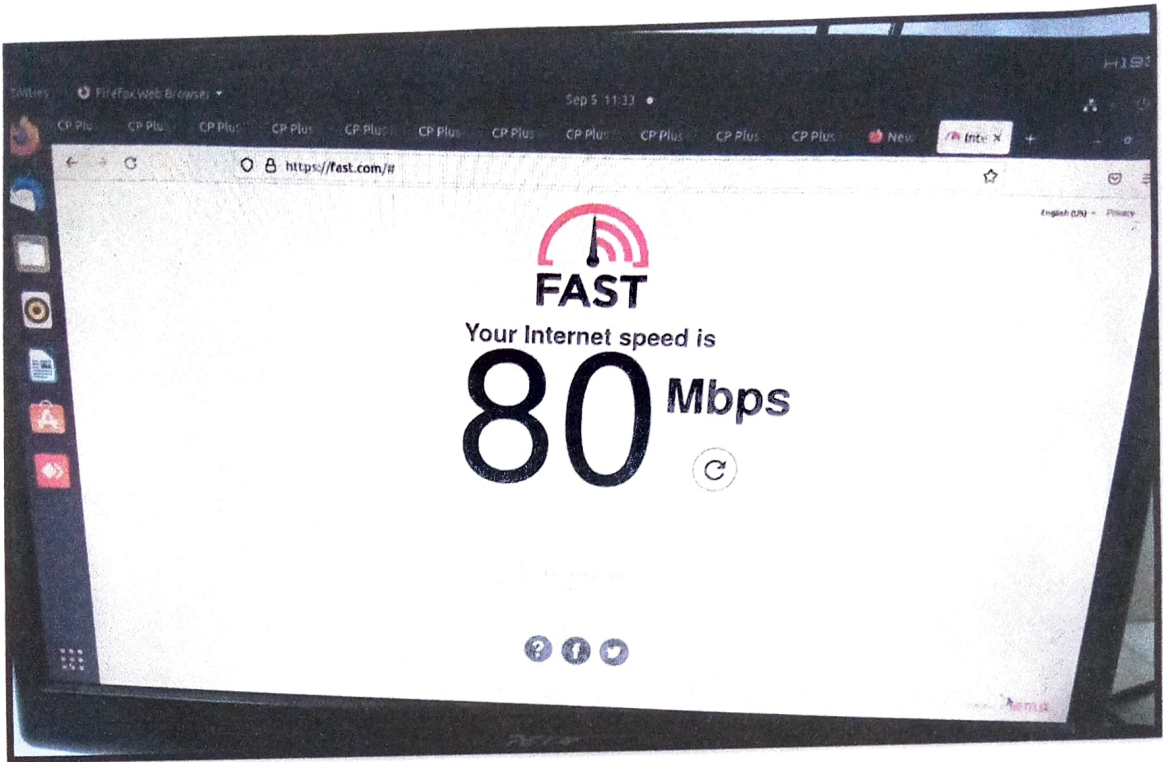 H193
Firefox Web Browser
Sep 5 11:33
CP Plu CP Plu CP Plus CP Plus CP Plus CP Plus CP Plus CP Plus CP Plus CP Plus CP Plus New Inte
https://fast.com/#
English (US) Privacy
FAST
Your Internet speed is
80 Mbps
?
f